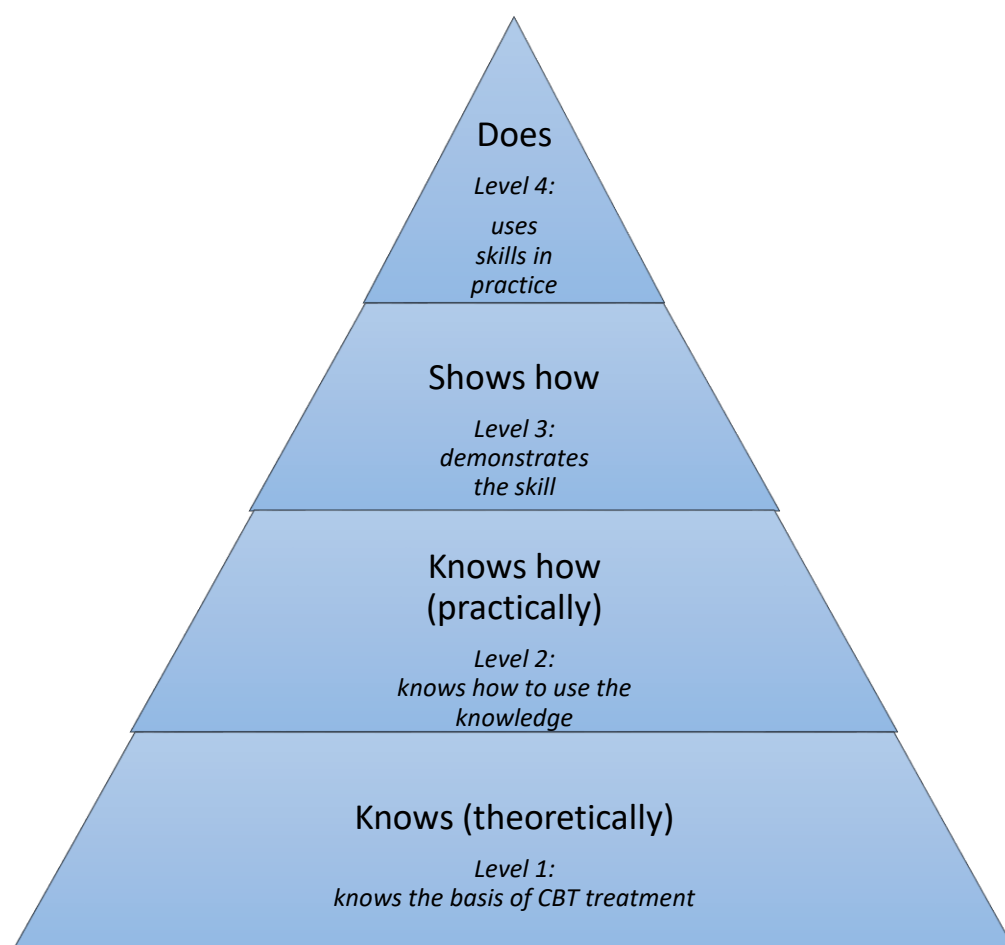 Does
Level 4:
uses
skills in
practice
Shows how
Level 3:
demonstrates
the skill
Knows how
(practically)
Level 2:
knows how to use the
knowledge
Knows (theoretically)
Level 1:
knows the basis of CBT treatment